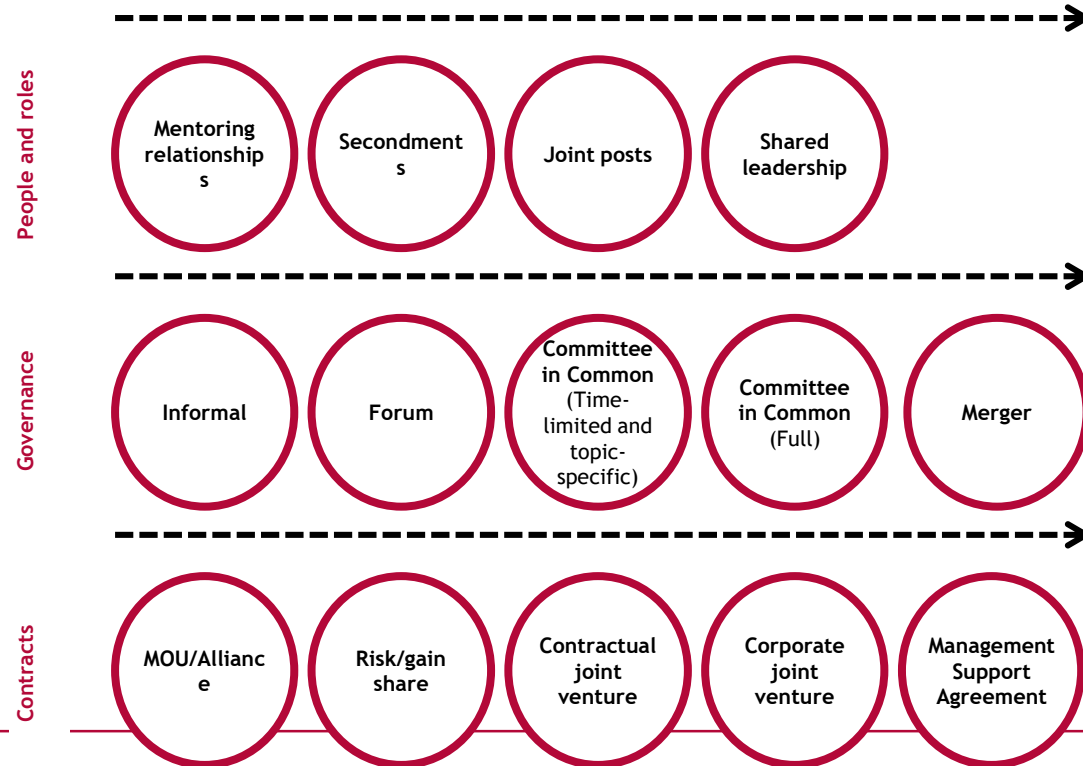 People and roles
Mentoring
relationship
s
Secondment
s
Joint posts
Shared
leadership
Governance
Informal
Forum
Committee
in Common
(Time-
limited and
topic-
specific)
Committee
in Common
(Full)
Merger
Contracts
MOU/Allianc
e
Risk/gain
share
Contractual
joint
venture
Corporate
joint
venture
Management
Support
Agreement